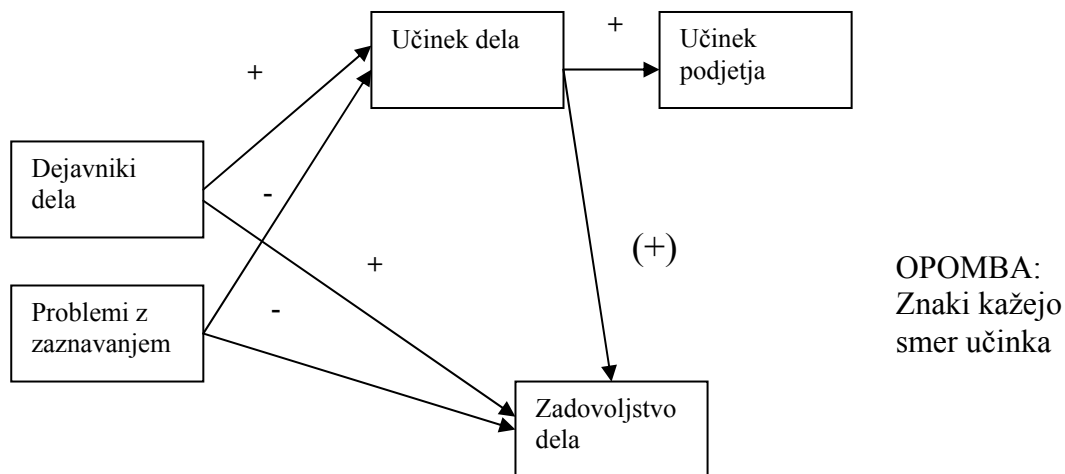 +
Učinek dela
+
Učinek
podjetja
Dejavniki
dela
-
+
(+)
OPOMBA:
Znaki kažejo
smer učinka
Problemi z
zaznavanjem
-
Zadovoljstvo
dela